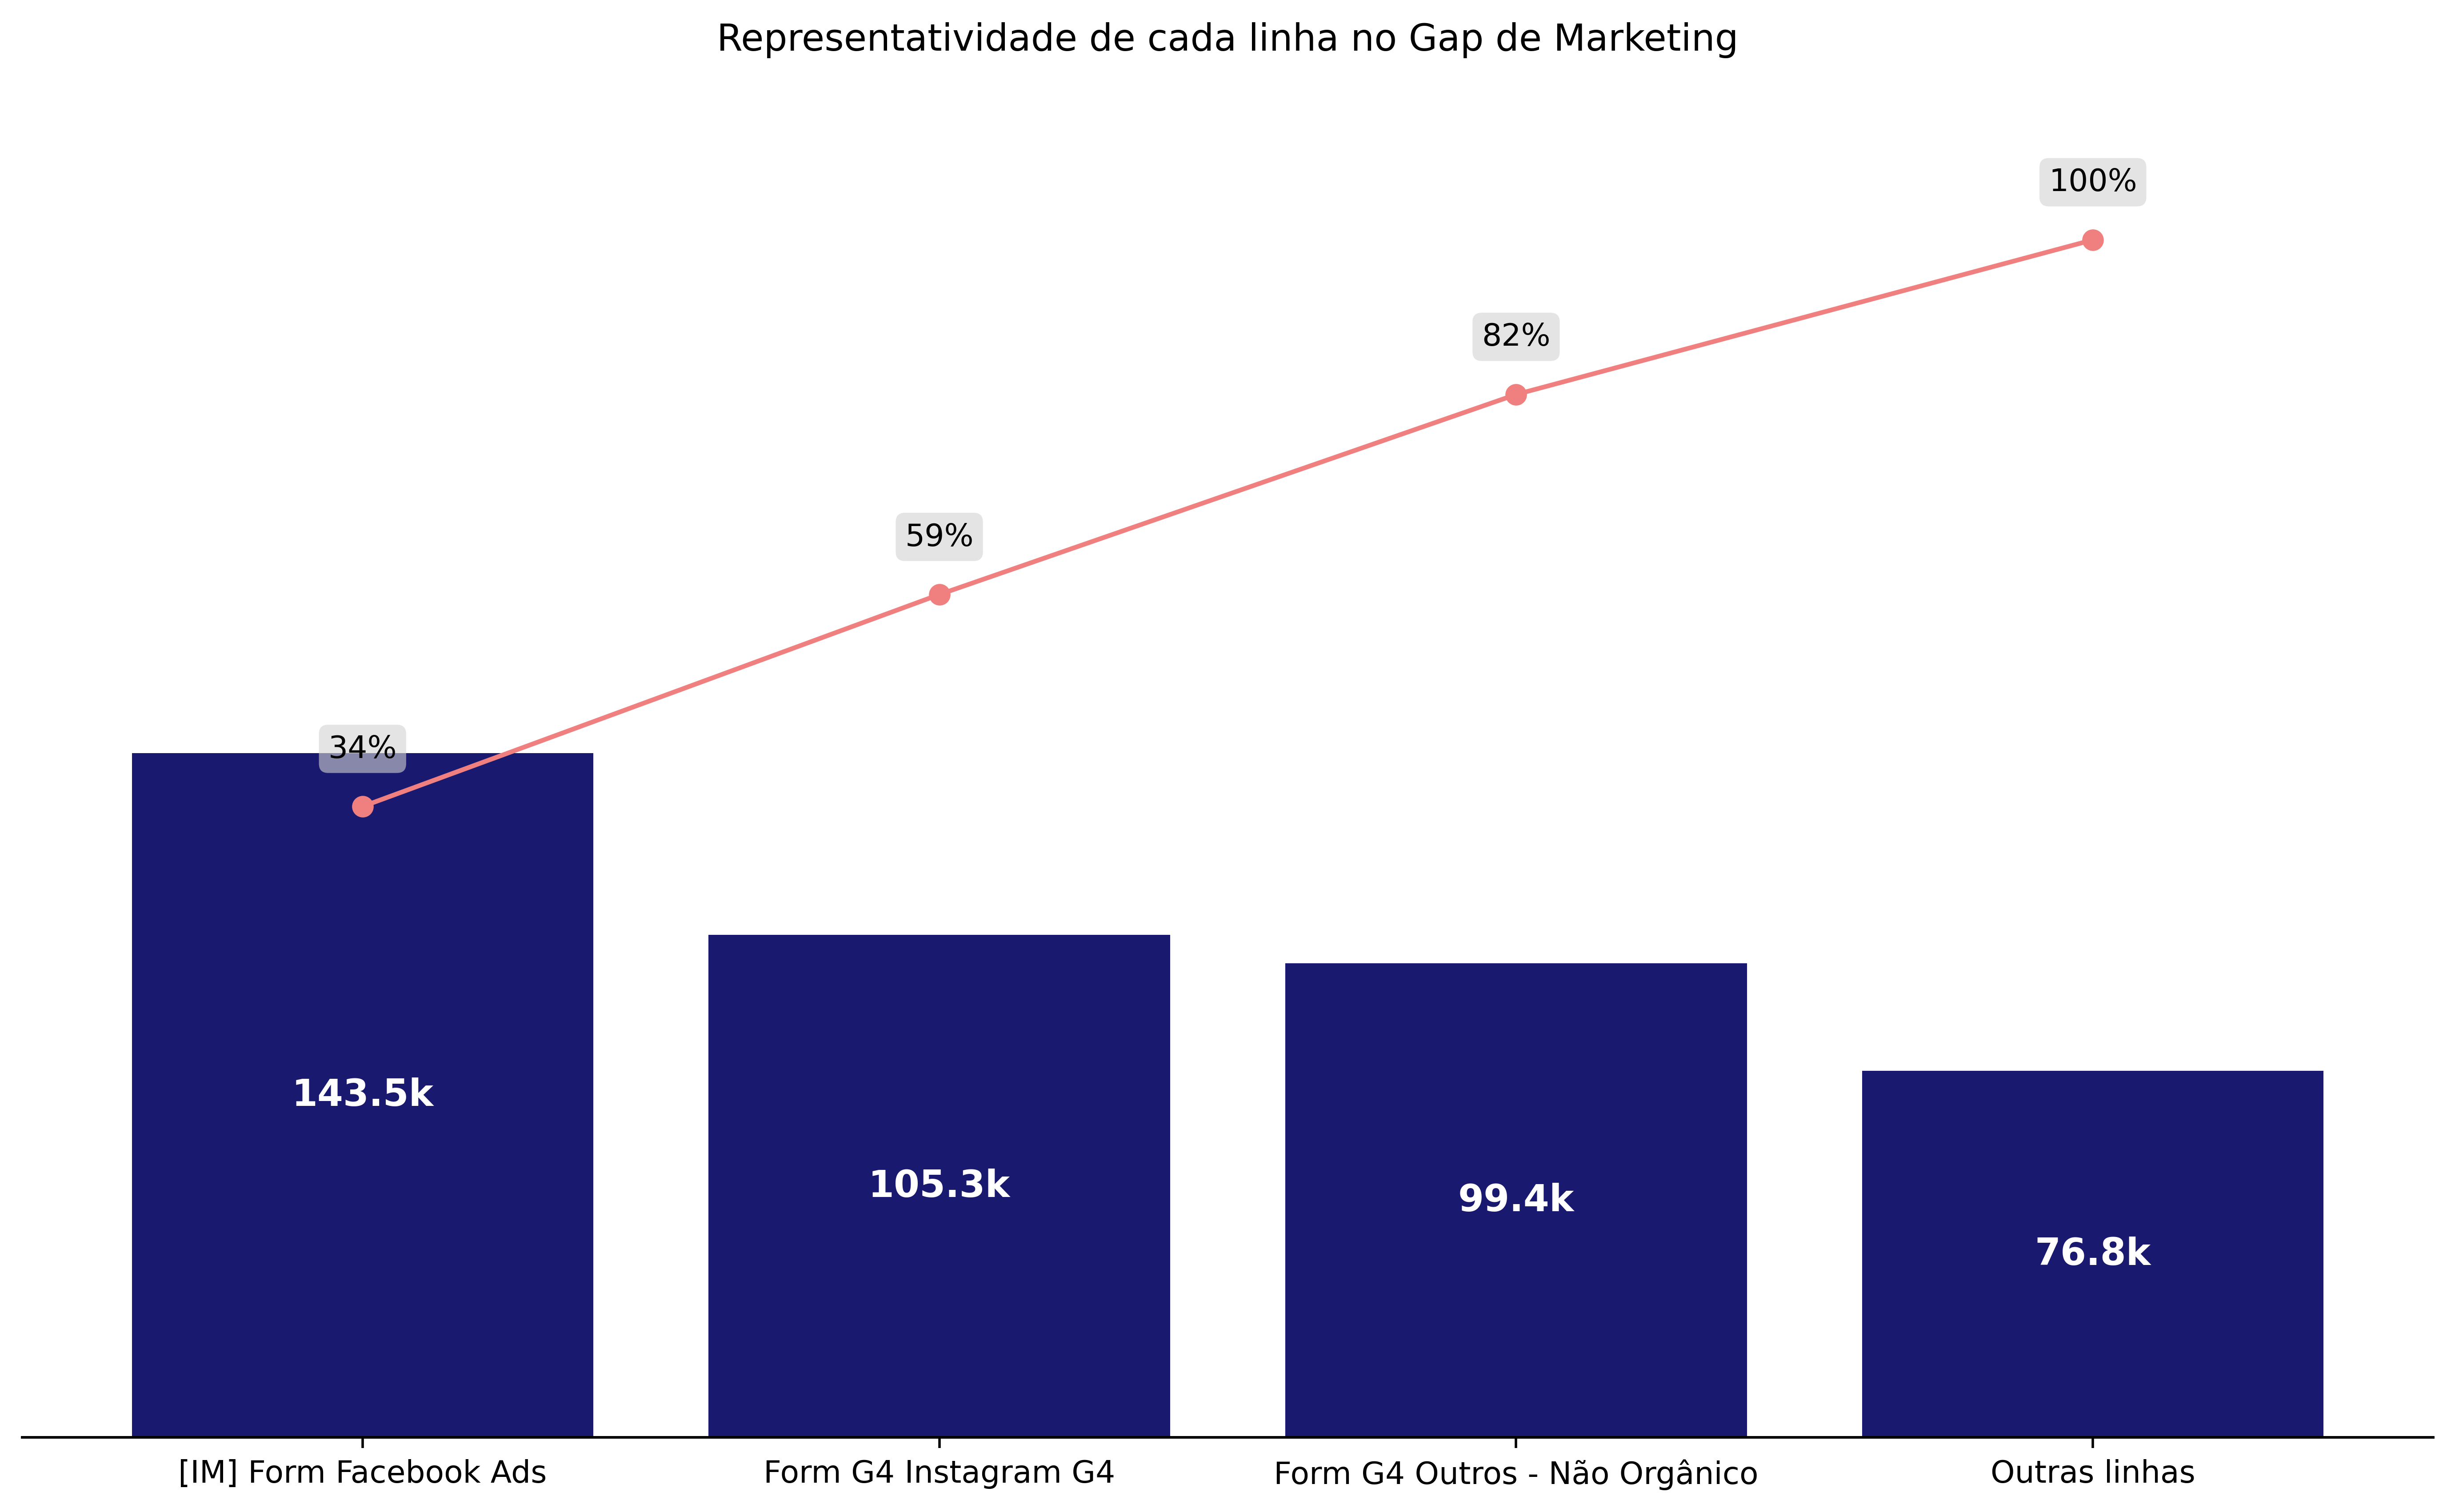 Representatividade de cada linha no Gap de Marketing
100%
82%
59%
34%
143.5k
105.3k
99.4k
76.8k
[IM] Form Facebook Ads
Form G4 Instagram G4
Form G4 Outros - Não Orgânico
Outras linhas